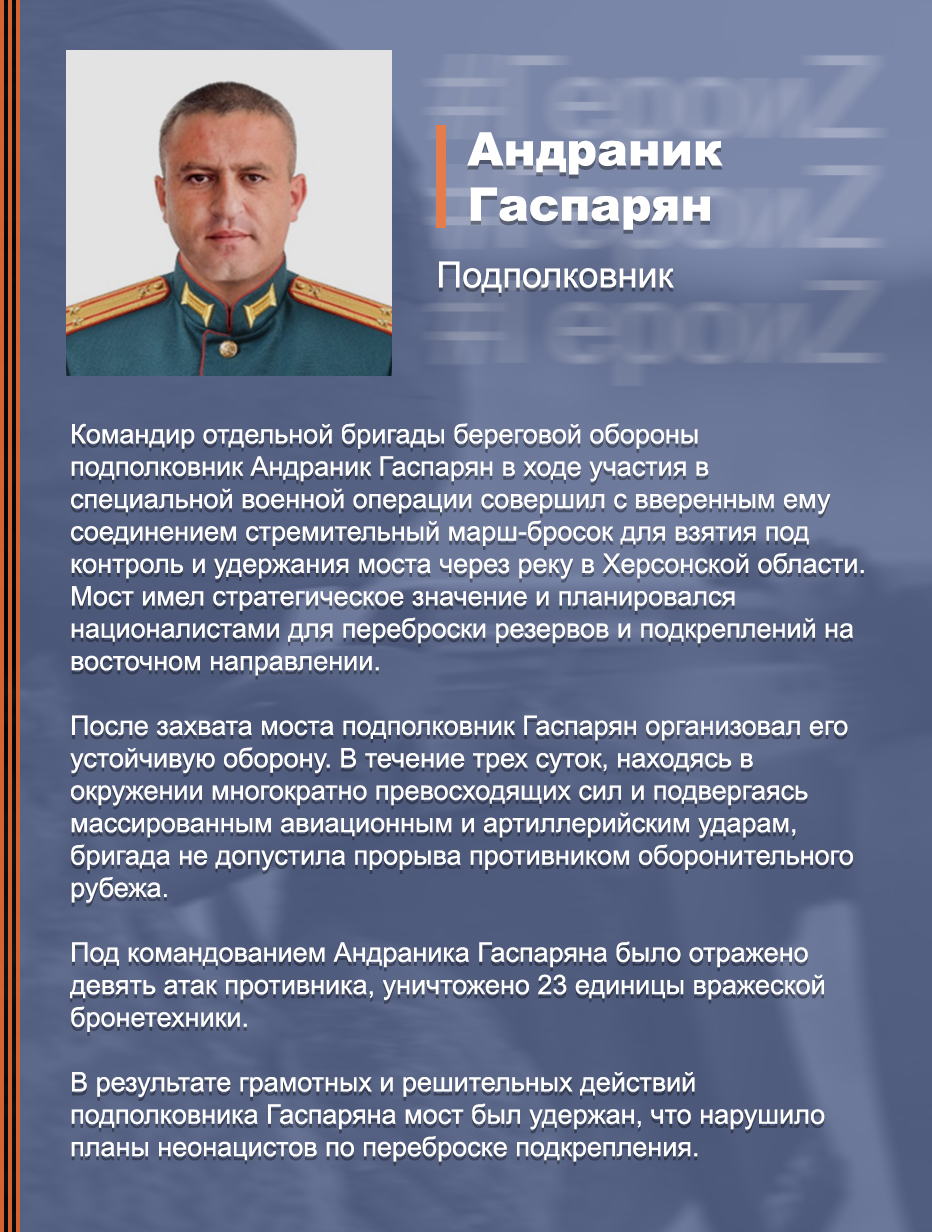 #ГероиZ
Андраник
#ГероиZ
Гаспарян
Подполковник
#ГероиZ
Командир отдельной бригады береговой обороны
подполковник Андраник Гаспарян в ходе участия в
специальной военной операции совершил с вверенным ему
соединением стремительный марш-бросок для взятия под
контроль и удержания моста через реку в Херсонской области.
Мост имел стратегическое значение и планировался
националистами для переброски резервов и подкреплений на
восточном направлении.
После захвата моста подполковник Гаспарян организовал его
устойчивую оборону. В течение трех суток, находясь в
окружении многократно превосходящих сил и подвергаясь
массированным авиационным и артиллерийским ударам,
бригада не допустила прорыва противником оборонительного
рубежа.
Под командованием Андраника Гаспаряна было отражено
девять атак противника, уничтожено 23 единицы вражеской
бронетехники.
В результате грамотных и решительных действий
подполковника Гаспаряна мост был удержан, что нарушило
планы неонацистов по переброске подкрепления.